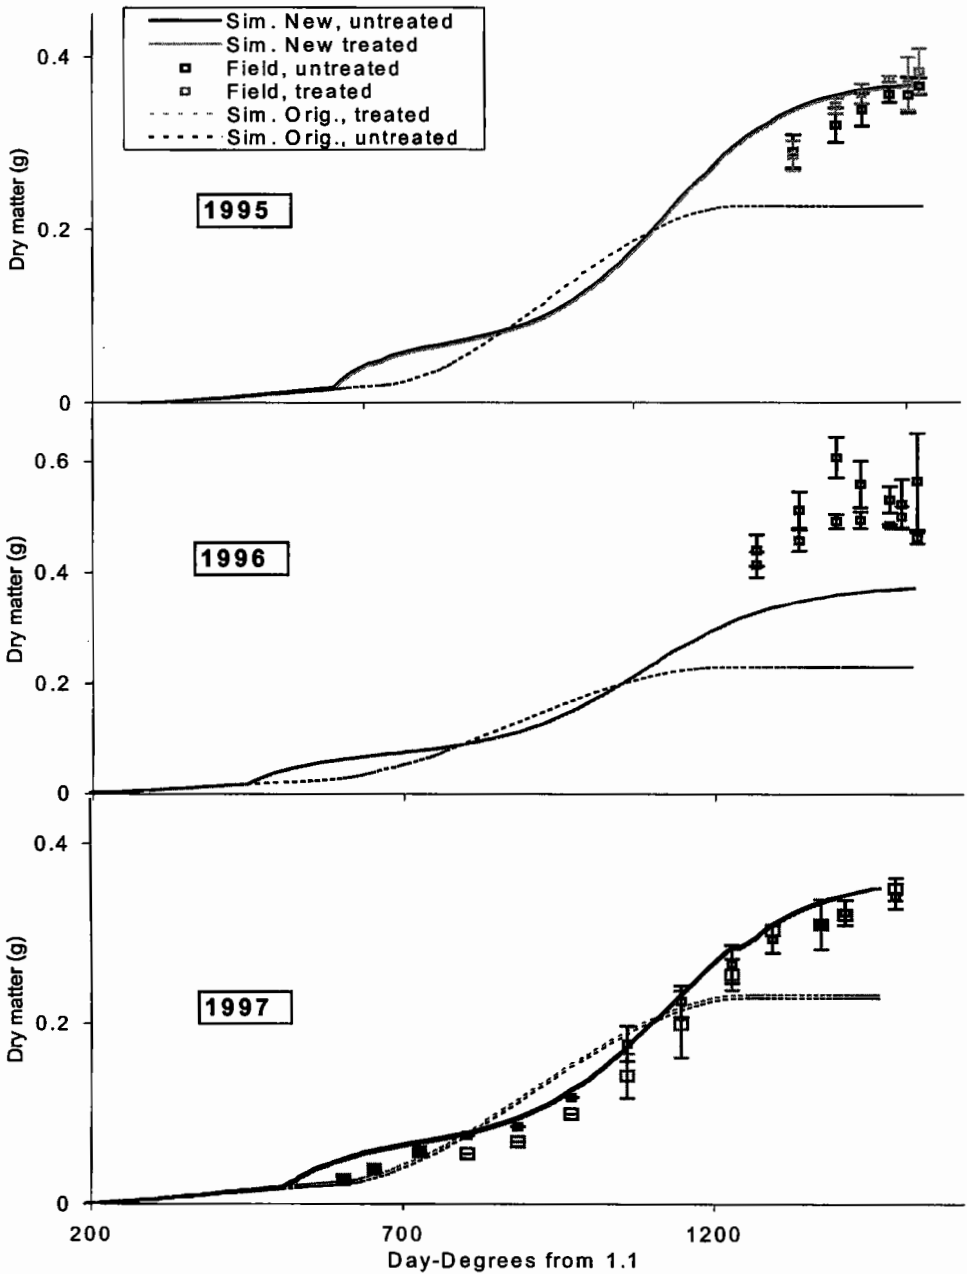 Sim. New, untreated
Sim. New treated
Field, untreated
Field, treated
Sim. Orig., treated
Sim. Orig., untreated
0.4
0.2
0
Dry matter (g)
1995
0.6
0.4
0.2
0
Dry matter (g)
1996
0.4
0.2
0
Dry matter (g)
1997
200
700
1200
Day-Degrees from 1.1